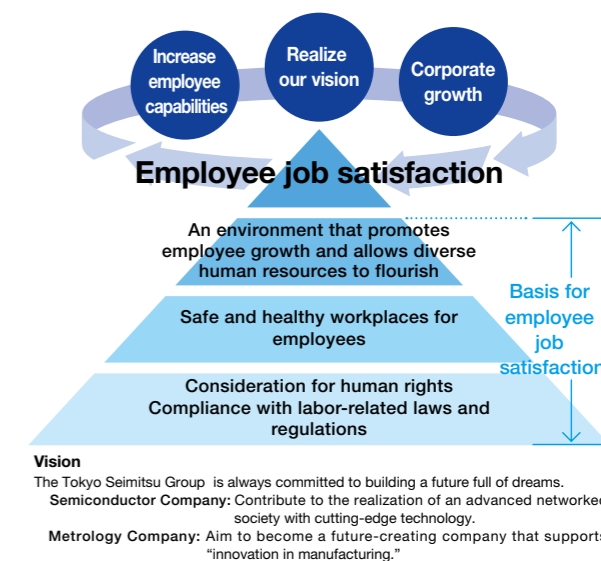 Increase
employee
capabilities
Realize
our vision
Corporate
growth
Employee job satisfaction
An environment that promotes
employee growth and allows diverse
human resources to flourish
Safe and healthy workplaces for
employees
Consideration for human rights
Compliance with labor-related laws and
regulations
Basis for
employee
job
satisfaction
Vision
The Tokyo Seimitsu Group is always committed to building a future full of dreams.
Semiconductor Company: Contribute to the realization of an advanced networked
society with cutting-edge technology.
Metrology Company: Aim to become a future-creating company that supports
“innovation in manufacturing.”